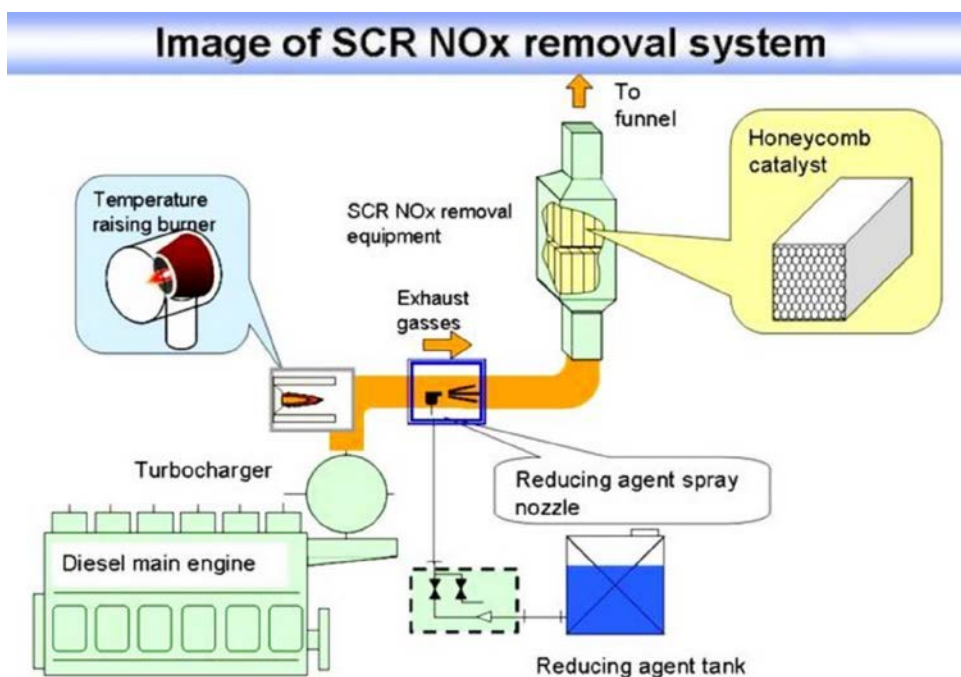 Image of SCR NOx removal system
To
funnel
Honeycomb
catalyst
Temperature
raising burner
SCR NOx removal
equipment
Exhaust
gasses
Turbocharger
Reducing agent spray
nozzle
Diesel main engine
Reducing agent tank